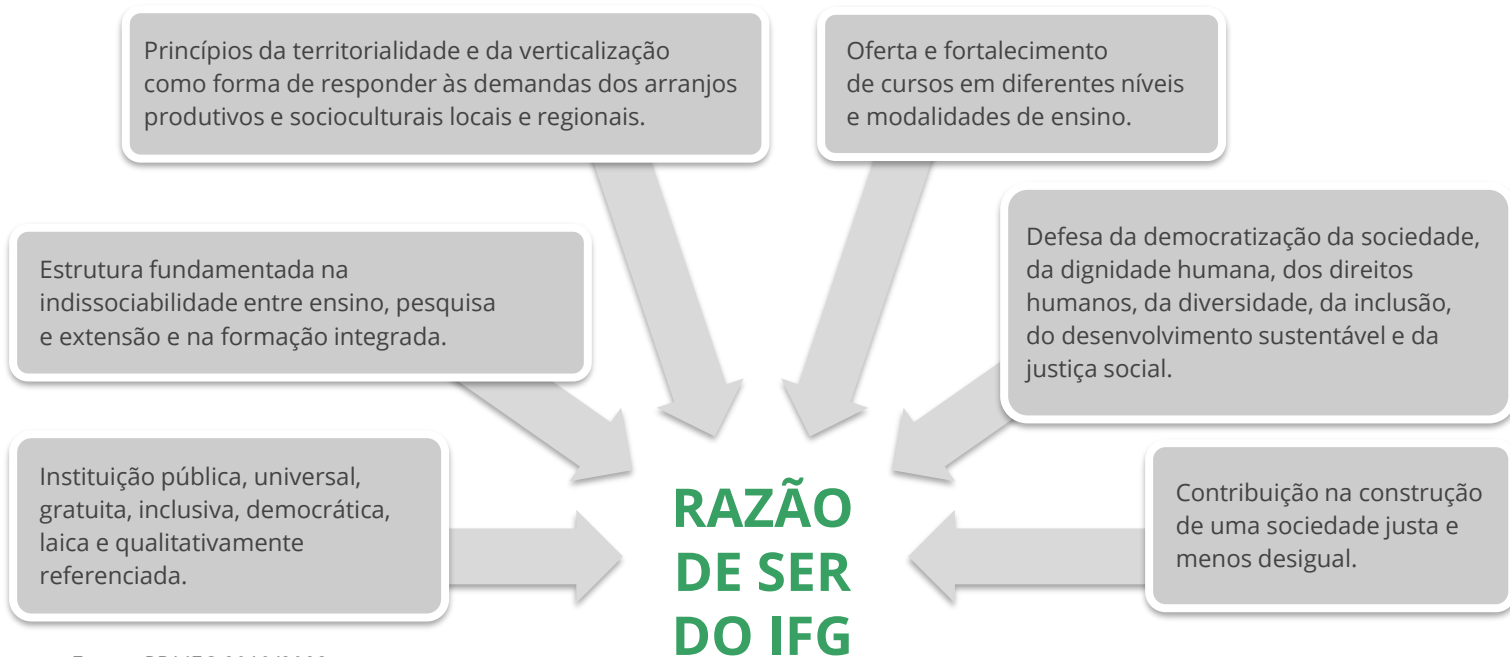 Princípios da territorialidade e da verticalização
como forma de responder às demandas dos arranjos
produtivos e socioculturais locais e regionais.
Oferta e fortalecimento
de cursos em diferentes níveis
e modalidades de ensino.
Estrutura fundamentada na
indissociabilidade entre ensino, pesquisa
e extensão e na formação integrada.
Defesa da democratização da sociedade,
da dignidade humana, dos direitos
humanos, da diversidade, da inclusão,
do desenvolvimento sustentável e da
justiça social.
Instituição pública, universal,
gratuita, inclusiva, democrática,
laica e qualitativamente
referenciada.
Contribuição na construção
de uma sociedade justa e
menos desigual.
RAZÃO
DE SER
DO IFG